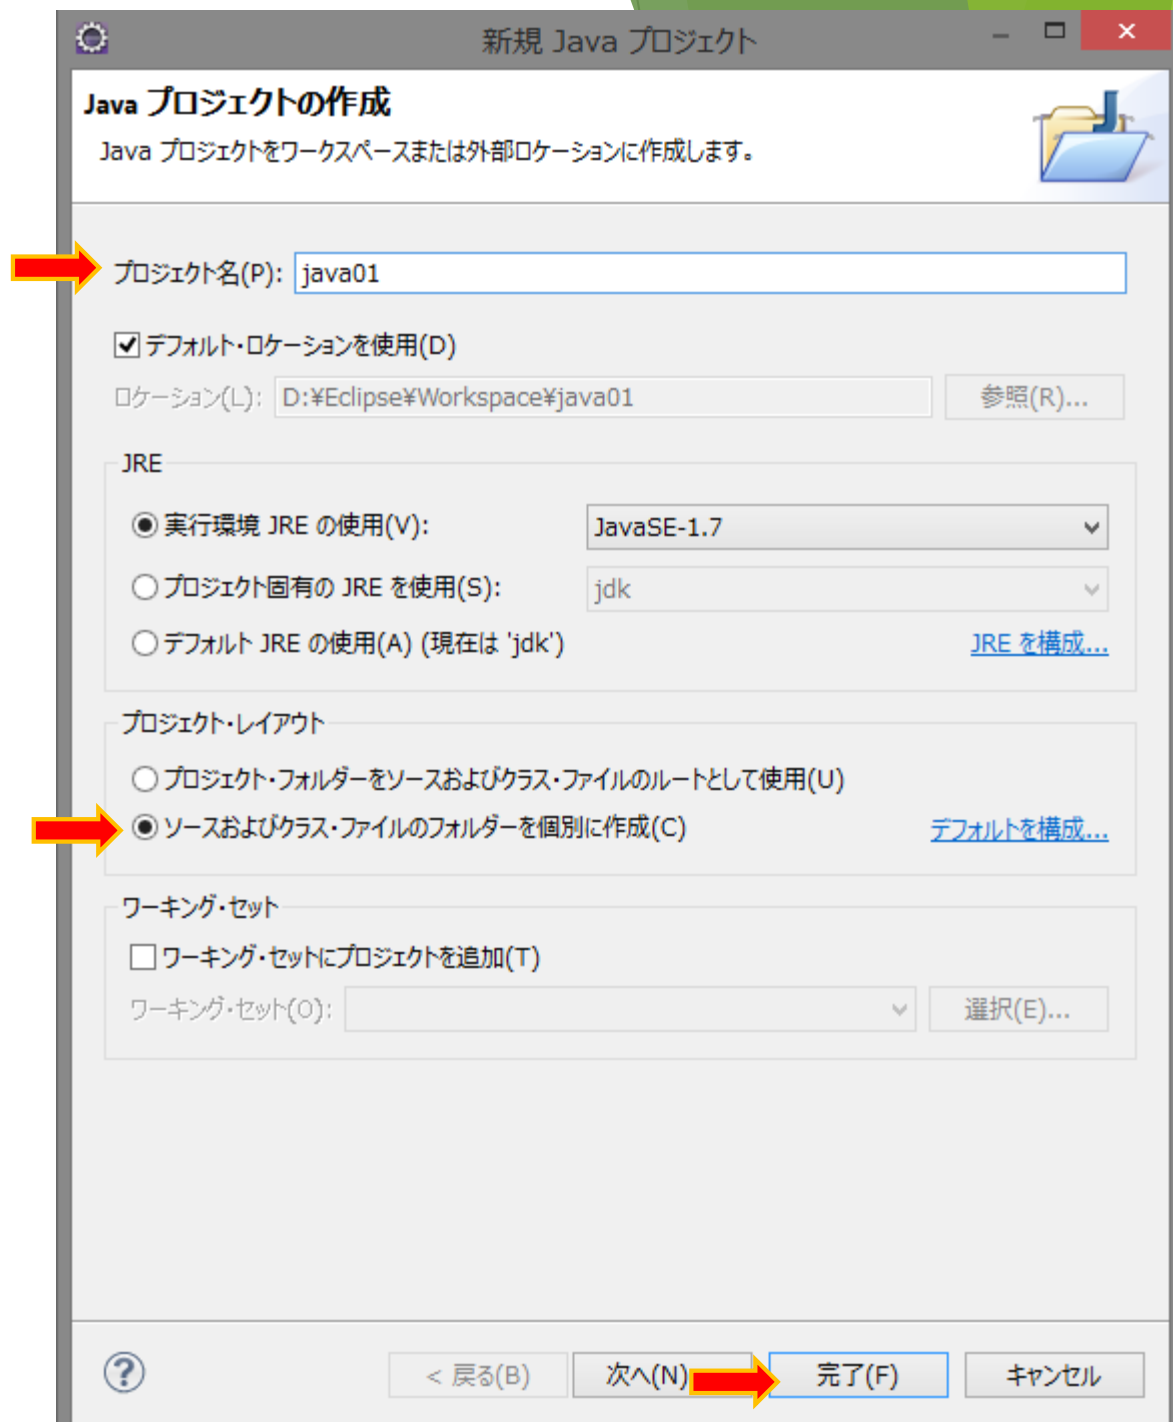 新規 Java プロジェクト
Java プロジェクトの作成
Java プロジェクトをワークスペースまたは外部ロケーションに作成します。
プロジェクト名(P): java01
デフォルト・ロケーションを使用(D)
ロケーション(L): D:¥Eclipse¥Workspace¥java01 参照(R)...
JRE
実行環境 JRE の使用(V): JavaSE-1.7
プロジェクト固有の JRE を使用(S): jdk
デフォルト JRE の使用(A) (現在は 'jdk') JRE を構成...
プロジェクト・レイアウト
プロジェクト・フォルダーをソースおよびクラス・ファイルのルートとして使用(U)
ソースおよびクラス・ファイルのフォルダーを個別に作成(C) デフォルトを構成...
ワーキング・セット
ワーキング・セットにプロジェクトを追加(T)
ワーキング・セット(O): 選択(E)...
< 戻る(B) 次へ(N) 完了(F) キャンセル